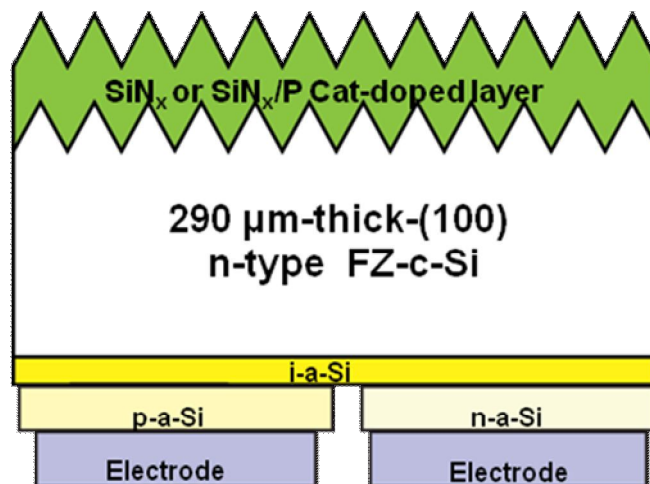 SiNx or SiNx/P Cat-doped layer
290 µm-thick-(100)
n-type FZ-c-Si
i-a-Si
p-a-Si
n-a-Si
Electrode
Electrode